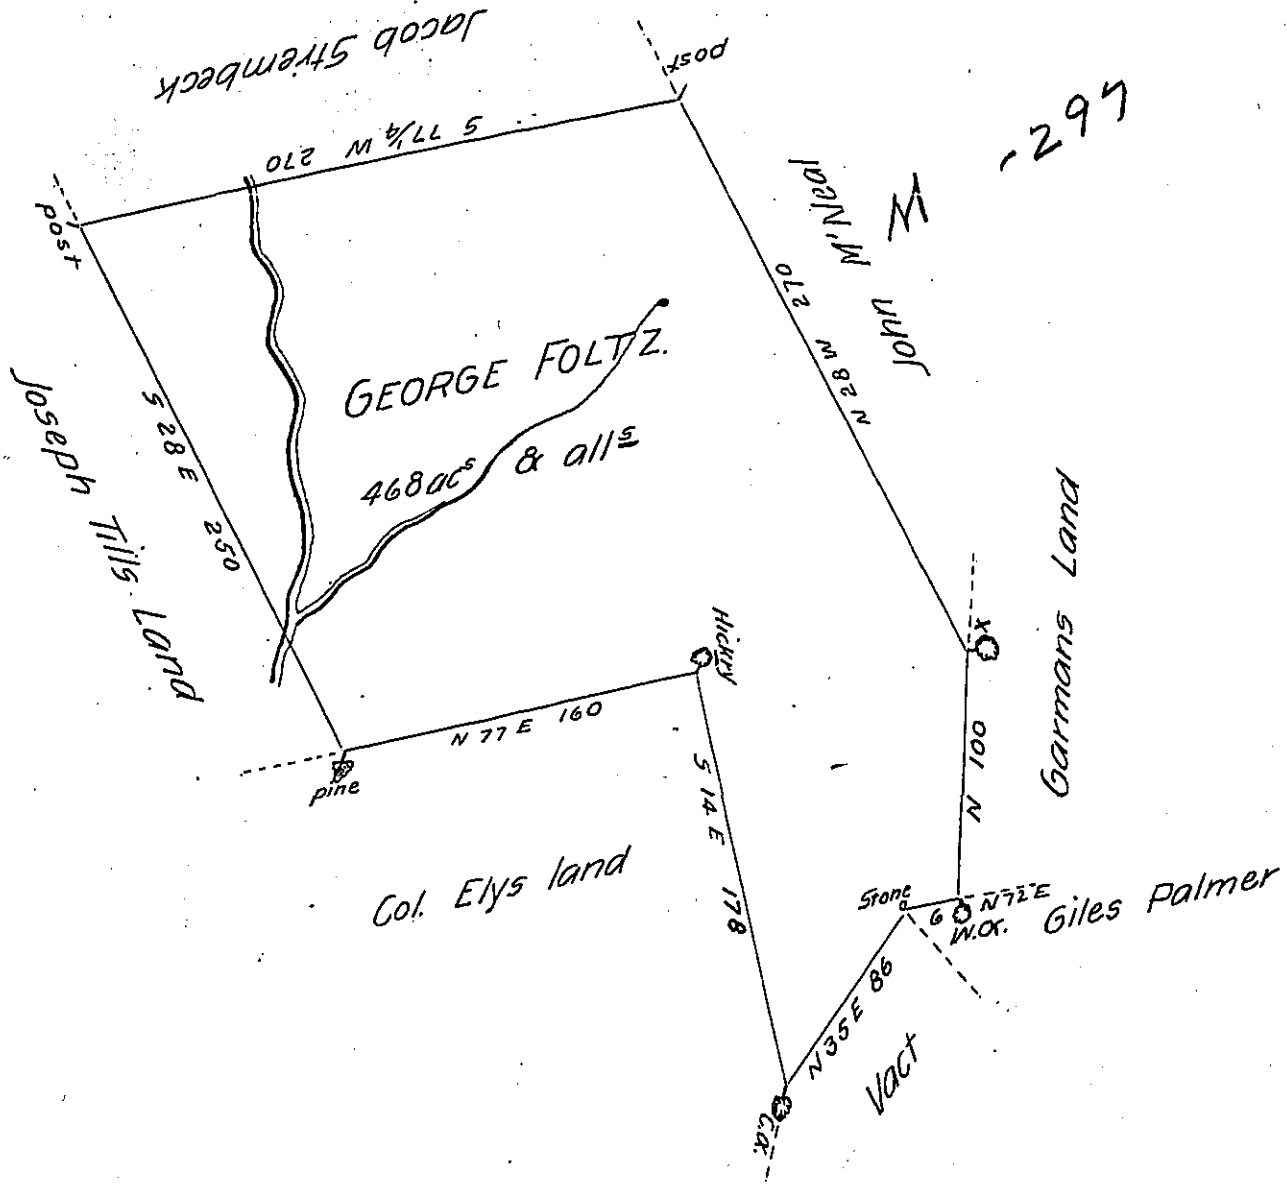 Jacob Strembeck
post
M -297
S 77¼ W 270
John M'Neal
post
N 28 W 270
GEORGE FOLTZ.
468 acs & alls
Joseph Tills Land
S 28 E 250
Garmans Land
Hickry
X
N 77 E 160
pine
N 100
S 14 E 178
Col. Elys land
Stone
6 N 72 E
W.O.
Giles Palmer
N 35 E 86
Vact